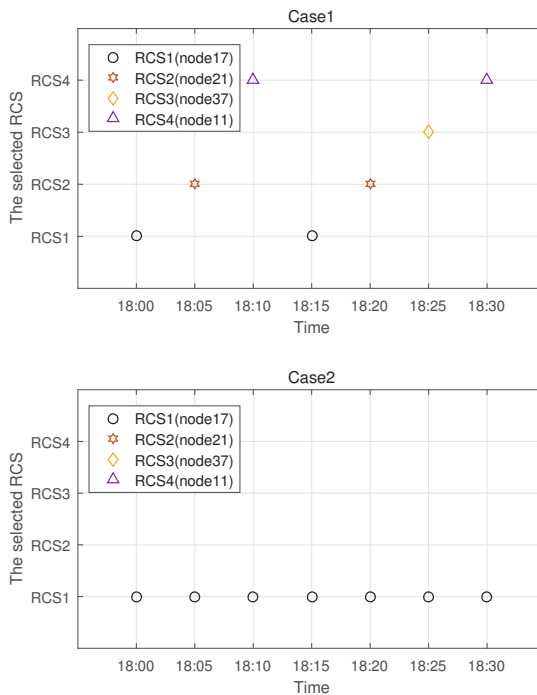 Case1
The selected RCS
RCS4
RCS3
RCS2
RCS1
RCS1(node17)
RCS2(node21)
RCS3(node37)
RCS4(node11)
18:00 18:05 18:10 18:15 18:20 18:25 18:30
Time
Case2
The selected RCS
RCS4
RCS3
RCS2
RCS1
RCS1(node17)
RCS2(node21)
RCS3(node37)
RCS4(node11)
18:00 18:05 18:10 18:15 18:20 18:25 18:30
Time